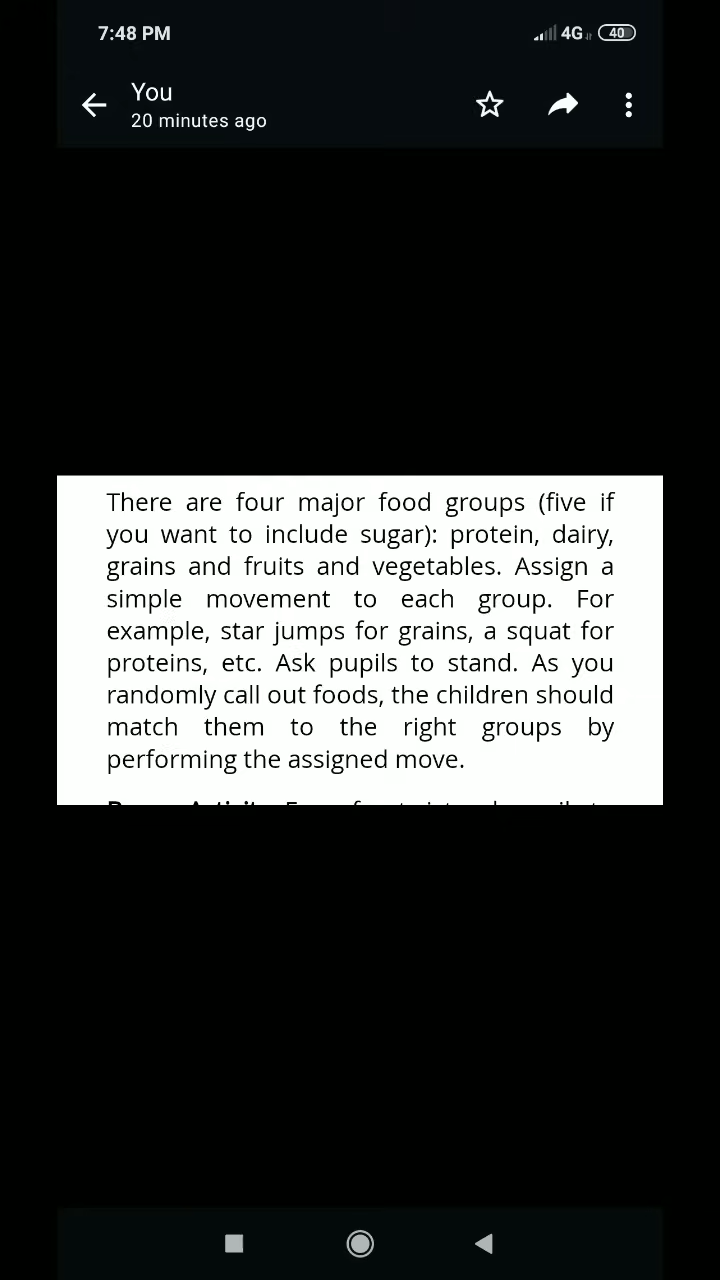 7:48 PM
4G
40
You
20 minutes ago
There are four major food groups (five if
you want to include sugar): protein, dairy,
grains and fruits and vegetables. Assign a
simple movement to each group. For
example, star jumps for grains, a squat for
proteins, etc. Ask pupils to stand. As you
randomly call out foods, the children should
match them to the right groups by
performing the assigned move.